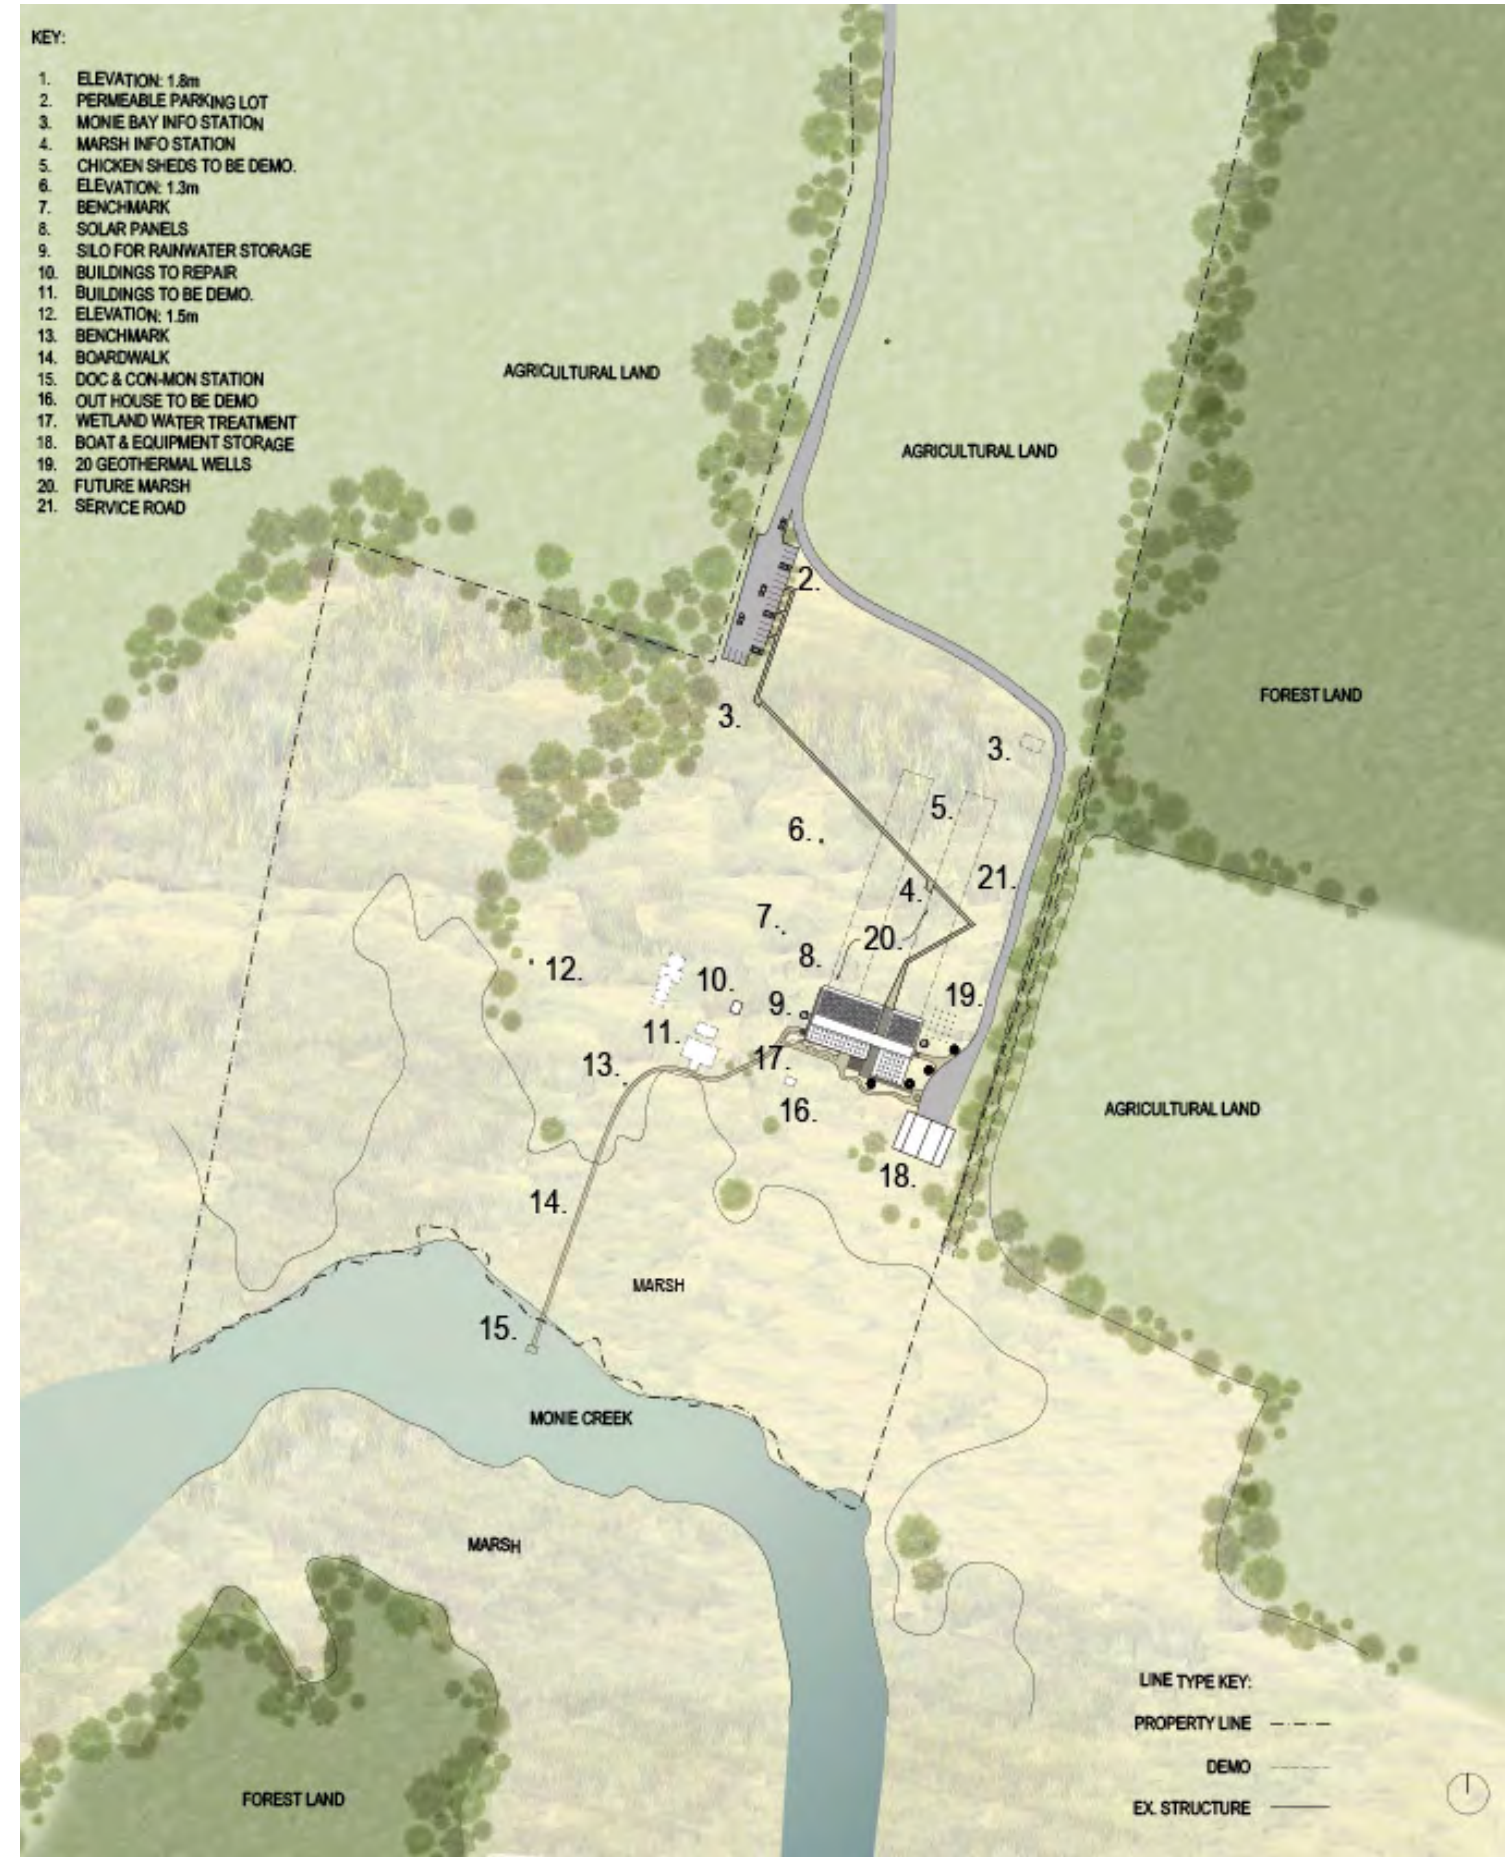 KEY:
1. ELEVATION: 1.8m
2. PERMEABLE PARKING LOT
3. MONIE BAY INFO STATION
4. MARSH INFO STATION
5. CHICKEN SHEDS TO BE DEMO.
6. ELEVATION: 1.3m
7. BENCHMARK
8. SOLAR PANELS
9. SILO FOR RAINWATER STORAGE
10. BUILDINGS TO REPAIR
11. BUILDINGS TO BE DEMO.
12. ELEVATION: 1.5m
13. BENCHMARK
14. BOARDWALK
15. DOC & CON-MON STATION
16. OUT HOUSE TO BE DEMO
17. WETLAND WATER TREATMENT
18. BOAT & EQUIPMENT STORAGE
19. 20 GEOTHERMAL WELLS
20. FUTURE MARSH
21. SERVICE ROAD
AGRICULTURAL LAND
AGRICULTURAL LAND
2.
FOREST LAND
3.
3.
5.
6.
21.
4.
7.
20.
8.
12.
10.
19.
9.
11.
17.
13.
16.
AGRICULTURAL LAND
18.
14.
MARSH
15.
MONIE CREEK
MARSH
FOREST LAND
LINE TYPE KEY:
PROPERTY LINE
DEMO
EX. STRUCTURE